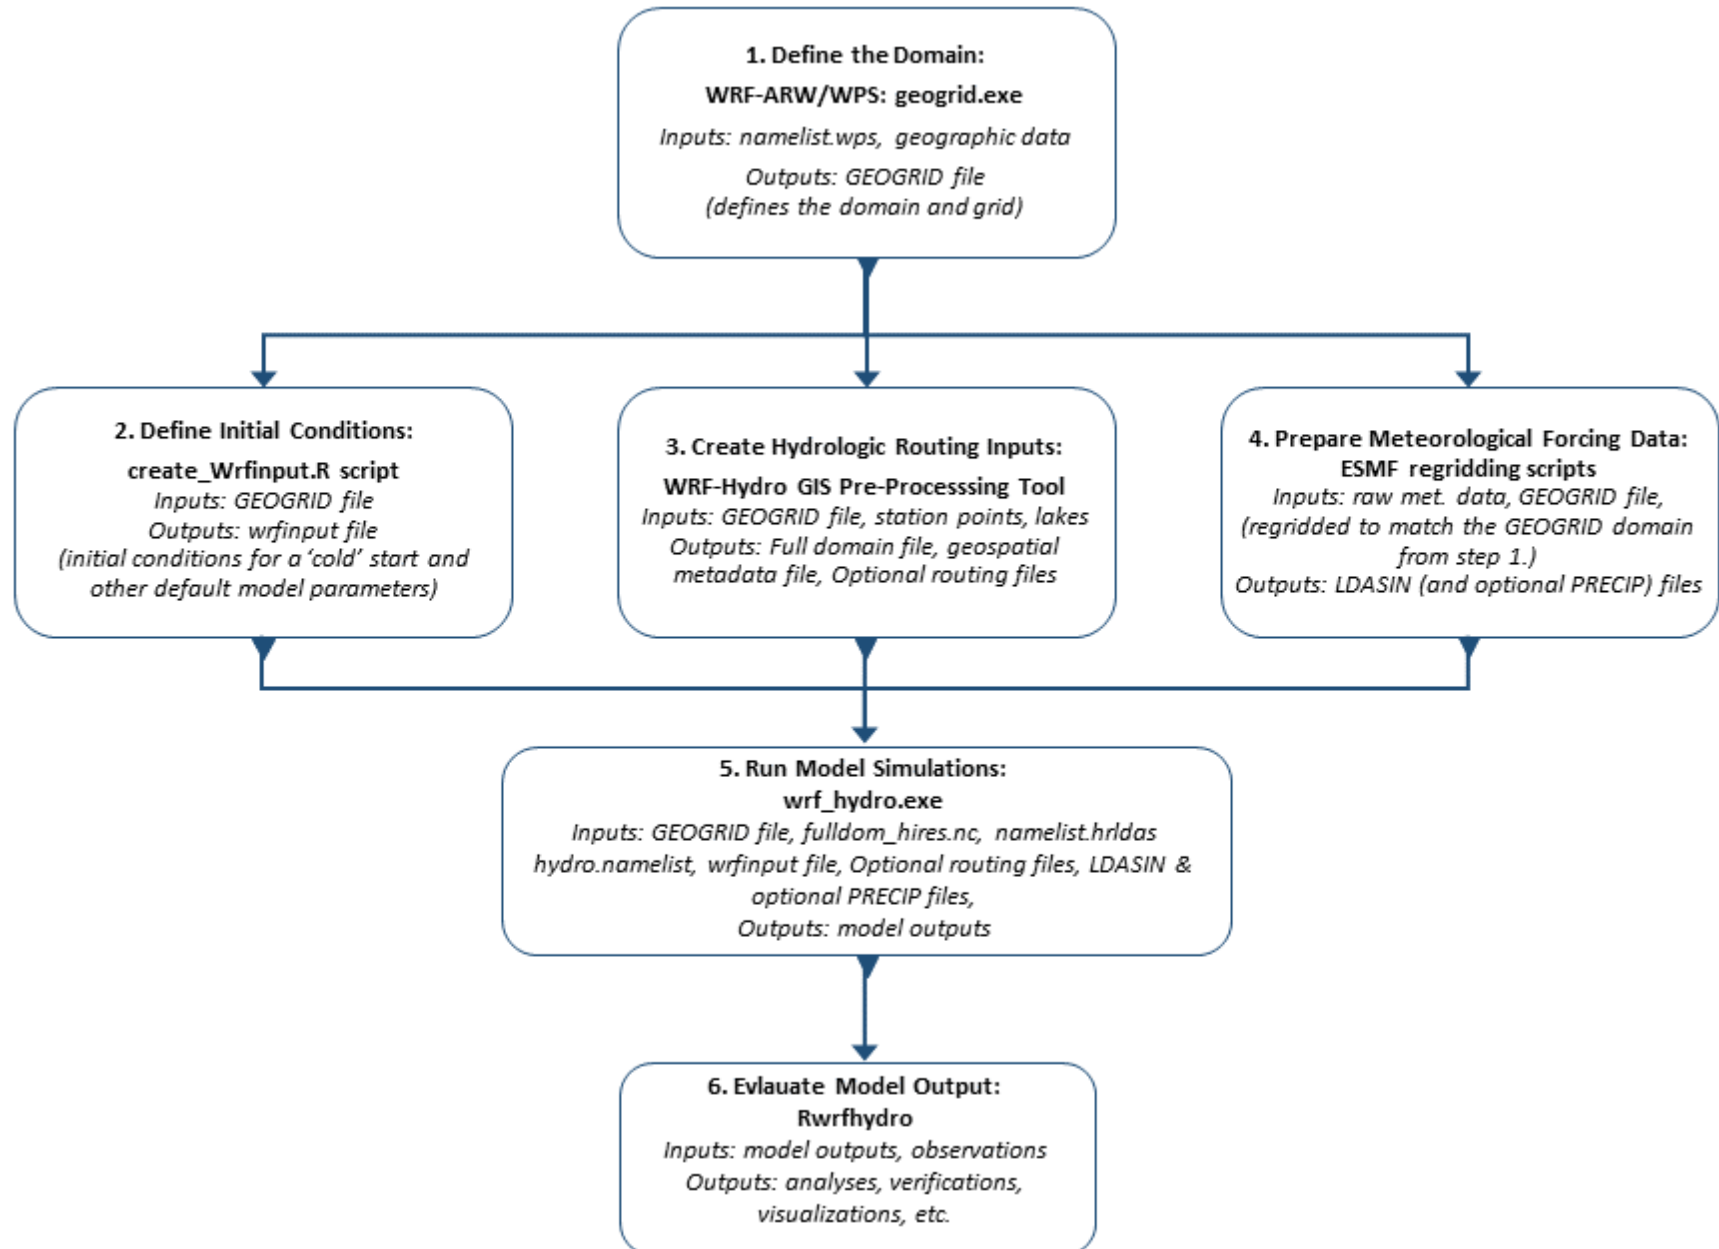 1. Define the Domain:
WRF-ARW/WPS: geogrid.exe
Inputs: namelist.wps, geographic data
Outputs: GEOGRID file
(defines the domain and grid)
2. Define Initial Conditions:
create_Wrfinput.R script
Inputs: GEOGRID file
Outputs: wrfinput file
(initial conditions for a ‘cold’ start and
other default model parameters)
3. Create Hydrologic Routing Inputs:
WRF-Hydro GIS Pre-Processsing Tool
Inputs: GEOGRID file, station points, lakes
Outputs: Full domain file, geospatial
metadata file, Optional routing files
4. Prepare Meteorological Forcing Data:
ESMF regridding scripts
Inputs: raw met. data, GEOGRID file,
(regridded to match the GEOGRID domain
from step 1.)
Outputs: LDASIN (and optional PRECIP) files
5. Run Model Simulations:
wrf_hydro.exe
Inputs: GEOGRID file, fulldom_hires.nc, namelist.hrldas
hydro.namelist, wrfinput file, Optional routing files, LDASIN &
optional PRECIP files,
Outputs: model outputs
6. Evlauate Model Output:
Rwrfhydro
Inputs: model outputs, observations
Outputs: analyses, verifications,
visualizations, etc.